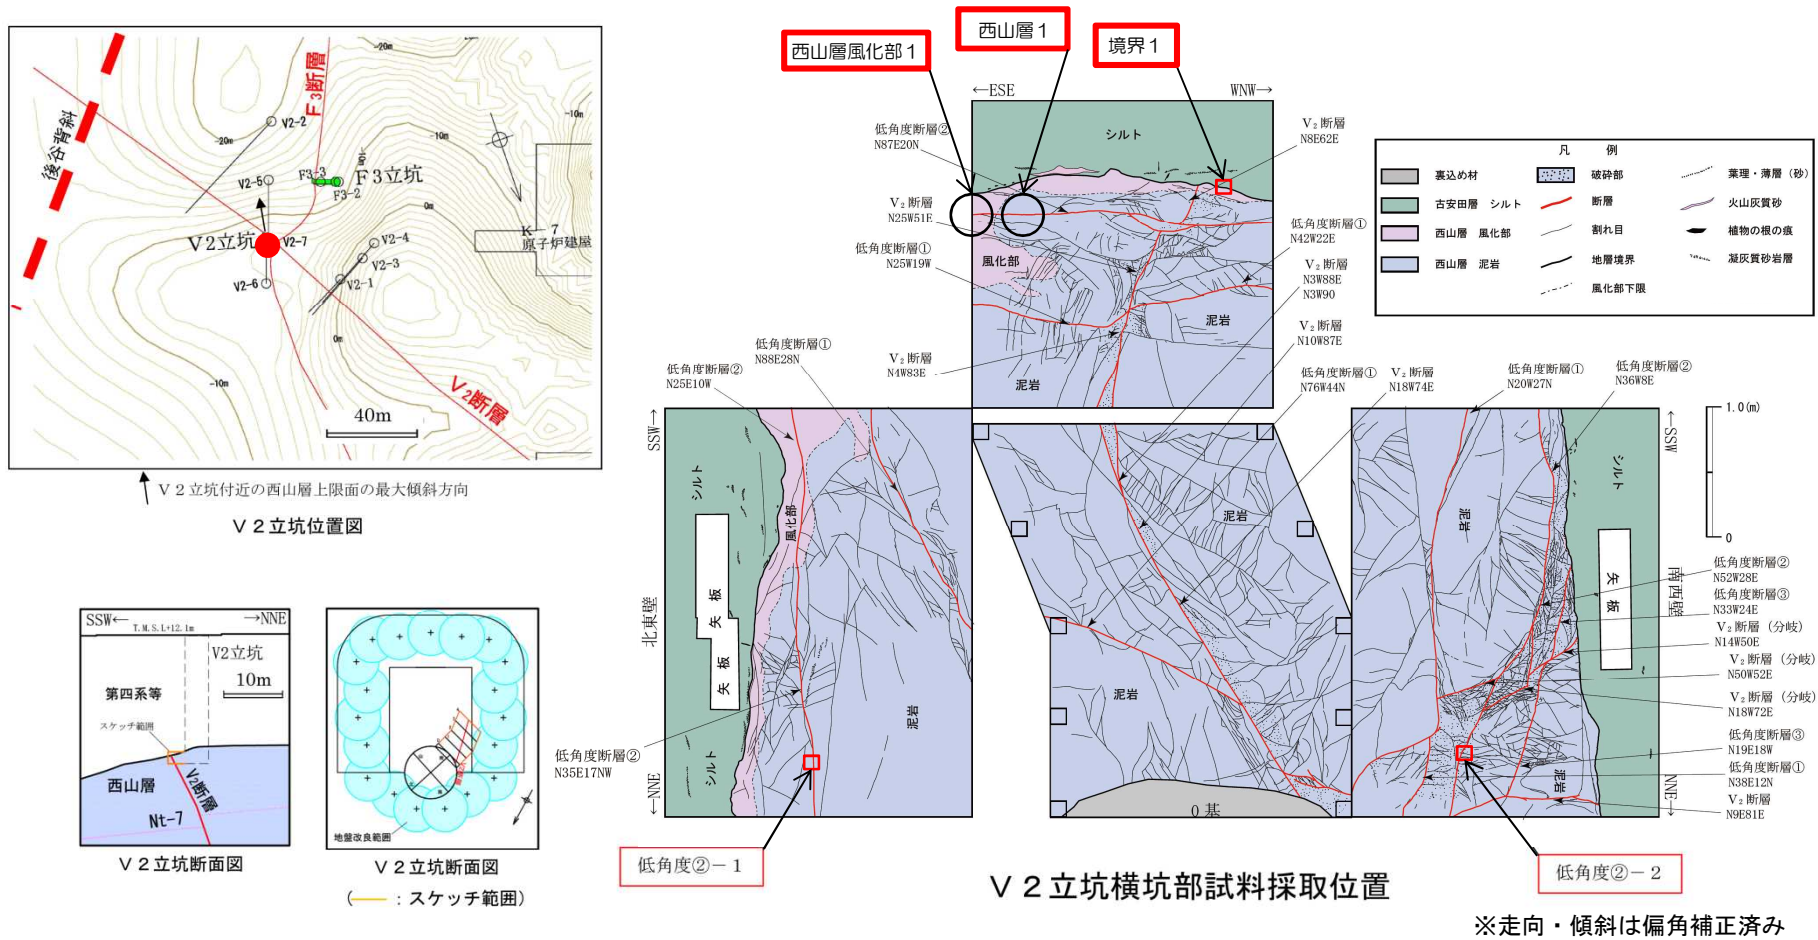 後谷背斜
F3断層
-20m
-20m
-20m
-10m
-10m
-10m
-10m
0m
0m
V2-2
V2-5
F3-3
F3-2
F3立坑
V2立坑
V2-7
V2-4
V2-3
V2-1
V2-6
K-7
原子炉建屋
V2断層
40m
V2立坑付近の西山層上限面の最大傾斜方向
V2立坑位置図
SSW←
→NNE
T.M.S.L+12.1m
V2立坑
10m
第四系等
スケッチ範囲
西山層
V2断層
Nt-7
V2立坑断面図
地盤改良範囲
V2立坑断面図
(― : スケッチ範囲)
西山層風化部1
西山層1
境界1
←ESE
WNW→
シルト
低角度断層②
N87E20N
V₂断層
N8E62E
V₂断層
N25W51E
低角度断層①
N25W19W
風化部
低角度断層①
N42W22E
V₂断層
N3W88E
N3W90
泥岩
泥岩
V₂断層
N4W83E
V₂断層
N10W87E
低角度断層①
N76W44N
V₂断層
N18W74E
凡 例
裏込め材
古安田層 シルト
西山層 風化部
西山層 泥岩
破砕部
断層
割れ目
地層境界
風化部下限
葉理・薄層(砂)
火山灰質砂
植物の根の痕
凝灰質砂岩層
低角度断層②
N25E10W
低角度断層①
N88E28N
SSW→
シルト
風化部
矢板
矢板
北東壁
泥岩
シルト
←NNE
低角度断層②
N35E17NW
低角度②-1
泥岩
泥岩
0基
低角度断層①
N20W27N
低角度断層②
N36W8E
←SSW
シルト
泥岩
矢板
南西壁
泥岩
NNE→
1.0(m)
0
低角度断層②
N52W28E
低角度断層③
N33W24E
V₂断層(分岐)
N14W50E
V₂断層(分岐)
N50W52E
V₂断層(分岐)
N18W72E
低角度断層③
N19E18W
低角度断層①
N38E12N
V₂断層
N9E81E
低角度②-2
V2立坑横坑部試料採取位置
※走向・傾斜は偏角補正済み